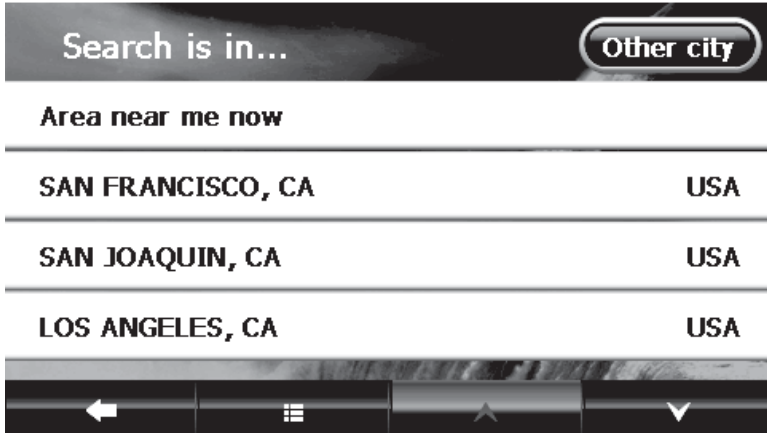 Search is in...
Other city
Area near me now
SAN FRANCISCO, CA USA
SAN JOAQUIN, CA USA
LOS ANGELES, CA USA